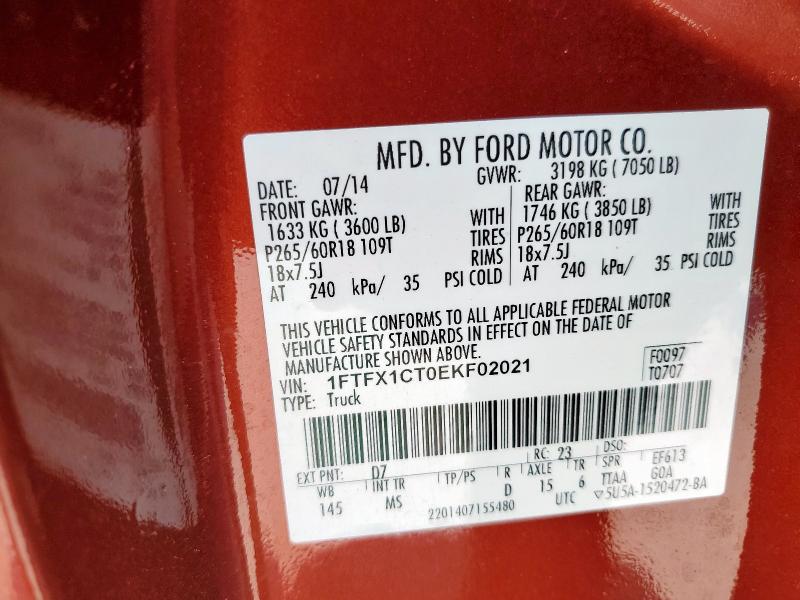 MFD. BY FORD MOTOR CO.
DATE: 07/14 GVWR: 3198 KG ( 7050 LB)
FRONT GAWR:
1633 KG ( 3600 LB) WITH
P265/60R18 109T TIRES
18x7.5J RIMS
AT 240 kPa/ 35 PSI COLD
REAR GAWR:
1746 KG ( 3850 LB) WITH
P265/60R18 109T TIRES
18x7.5J RIMS
AT 240 kPa/ 35 PSI COLD
THIS VEHICLE CONFORMS TO ALL APPLICABLE FEDERAL MOTOR
VEHICLE SAFETY STANDARDS IN EFFECT ON THE DATE OF
MANUFACTURE SHOWN ABOVE.
VIN: 1FTFX1CT0EKF02021
TYPE: Truck
F0097
T0707
EXT PNT: D7 RC: 23 DSO:
WB INT TR TP/PS R AXLE TR SPR EF613
145 MS D 15 6 TTAA GOA
2201407155480 UTC ▽5U5A-1520472-BA